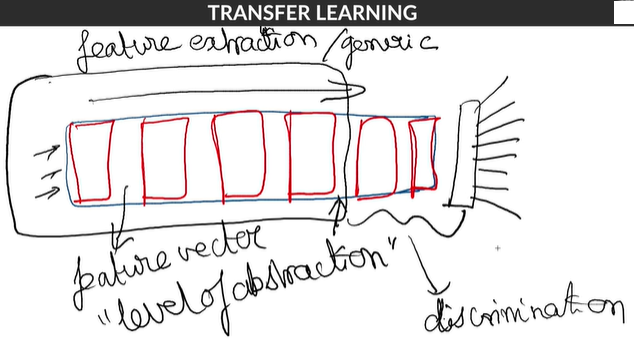 TRANSFER LEARNING
feature extraction / generic
feature vector
"level of abstraction"
discrimination